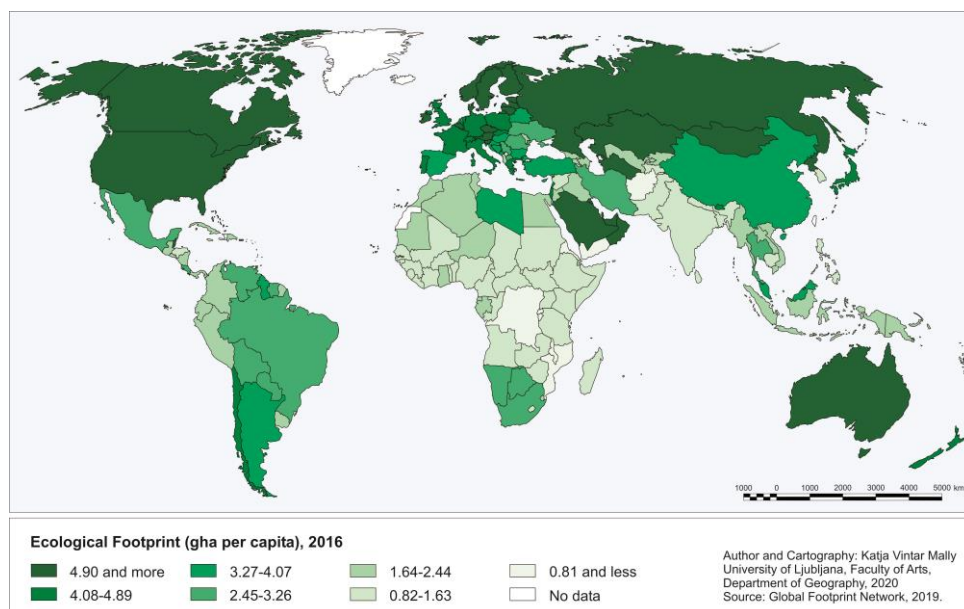 1000 0 1000 2000 3000 4000 5000 km
Ecological Footprint (gha per capita), 2016
4.90 and more
3.27-4.07
1.64-2.44
0.81 and less
4.08-4.89
2.45-3.26
0.82-1.63
No data
Author and Cartography: Katja Vintar Mally
University of Ljubljana, Faculty of Arts,
Department of Geography, 2020
Source: Global Footprint Network, 2019.